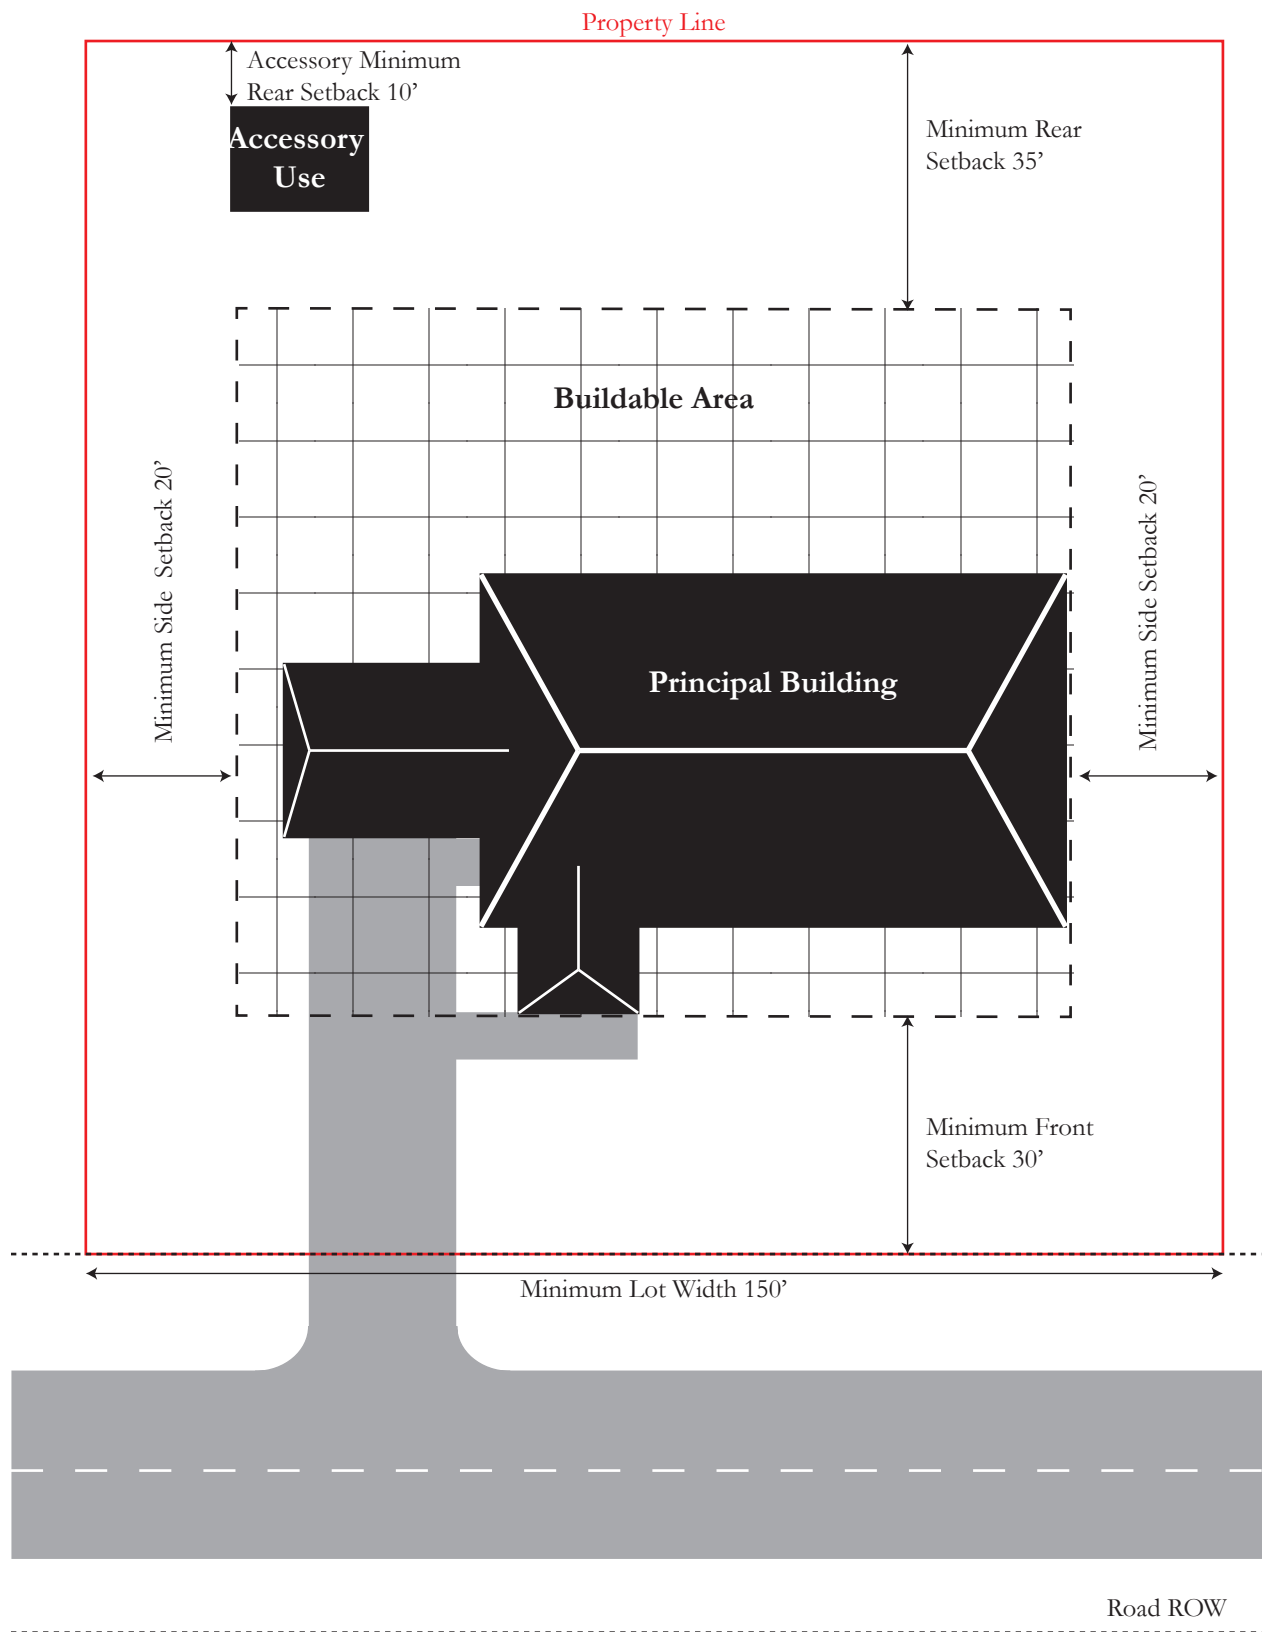 Property Line
Accessory Minimum
Rear Setback 10’
Accessory
Use
Minimum Rear
Setback 35’
Buildable Area
Minimum Side  Setback 20’
Minimum Side Setback 20’
Principal Building
Minimum Front
Setback 30’
Minimum Lot Width 150’
Road ROW